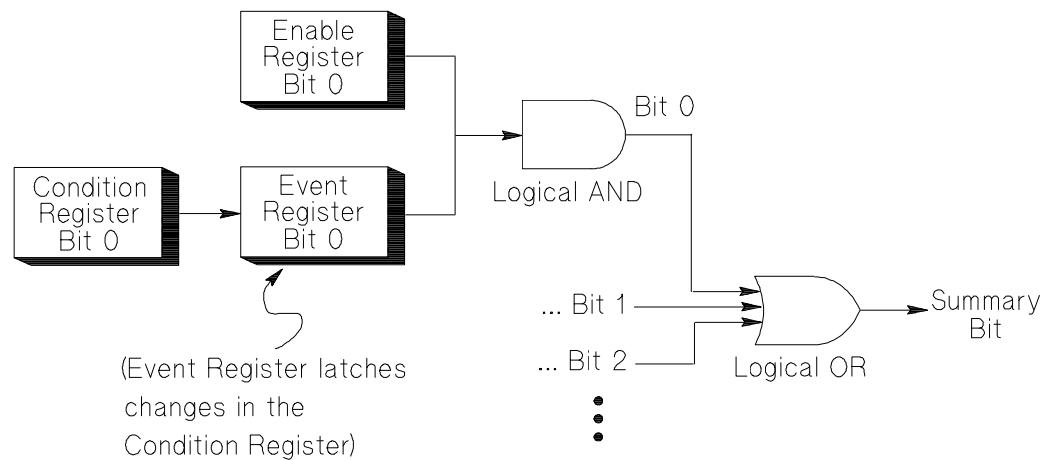 Enable
Register
Bit 0
Condition
Register
Bit 0
Event
Register
Bit 0
Bit 0
Logical AND
... Bit 1
... Bit 2
Logical OR
Summary
Bit
(Event Register latches
changes in the
Condition Register)